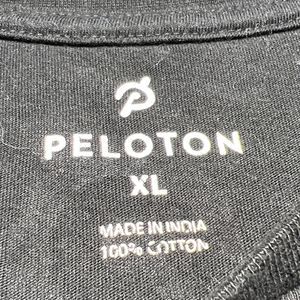 PELOTON
XL
MADE IN INDIA
100% COTTON